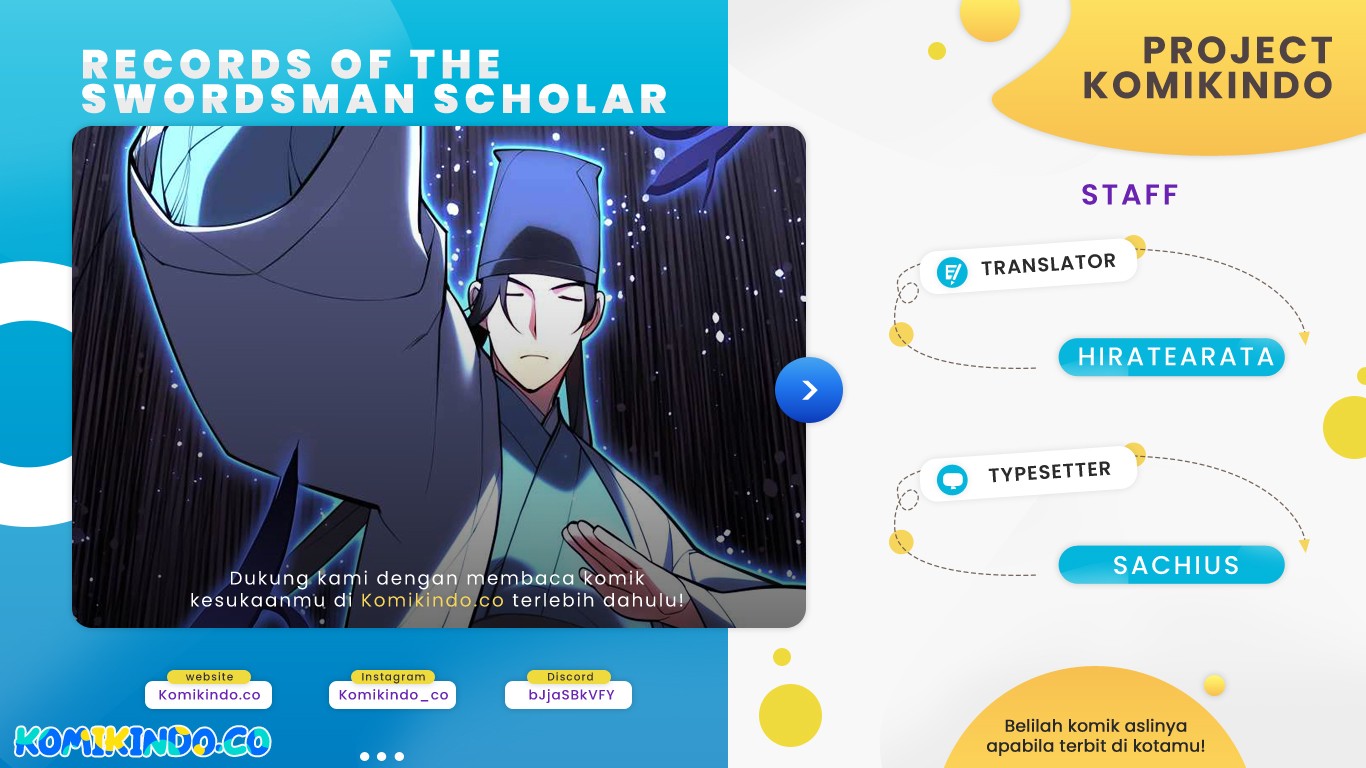 RECORDS OF THE
SWORDSMAN SCHOLAR
Dukung kami dengan membaca komik
kesukaanmu di Komikindo.co terlebih dahulu!
website
Komikindo.co
Instagram
Komikindo_co
Discord
bJjaSBkVFY
KOMIKINDO.CO
PROJECT
KOMIKINDO
STAFF
TRANSLATOR
HIRATEARATA
TYPESETTER
SACHIUS
Belilah komik aslinya
apabila terbit di kotamu!